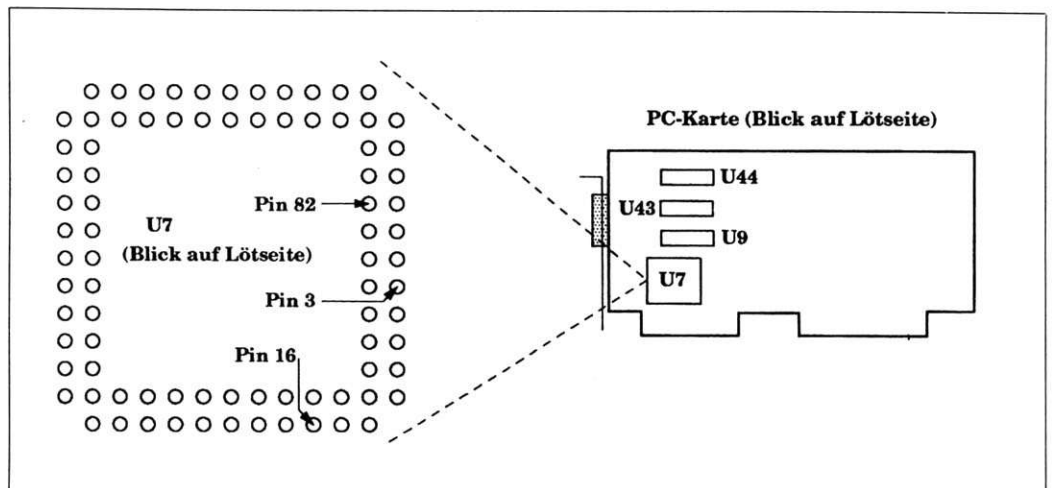 PC-Karte (Blick auf Lötseite)
U44
U43
U9
U7
Pin 82
U7
(Blick auf Lötseite)
Pin 3
Pin 16